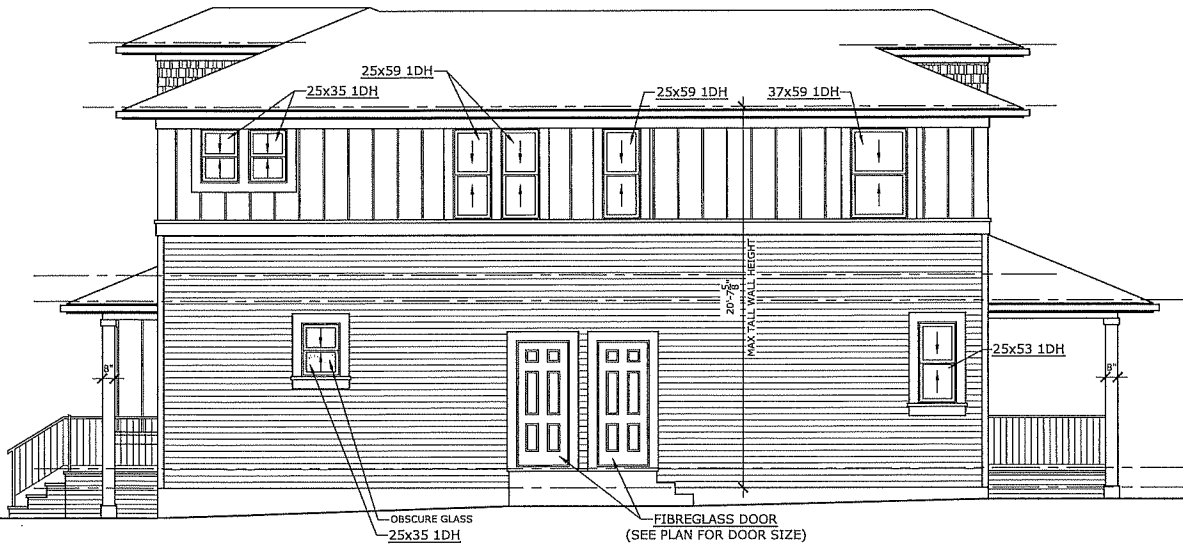 25x59 1DH
25x35 1DH
25x59 1DH
37x59 1DH
20'-7 5/8"
MAX TALL WALL HEIGHT
8"
25x53 1DH
8"
OBSCURE GLASS
25x35 1DH
FIBREGLASS DOOR
(SEE PLAN FOR DOOR SIZE)